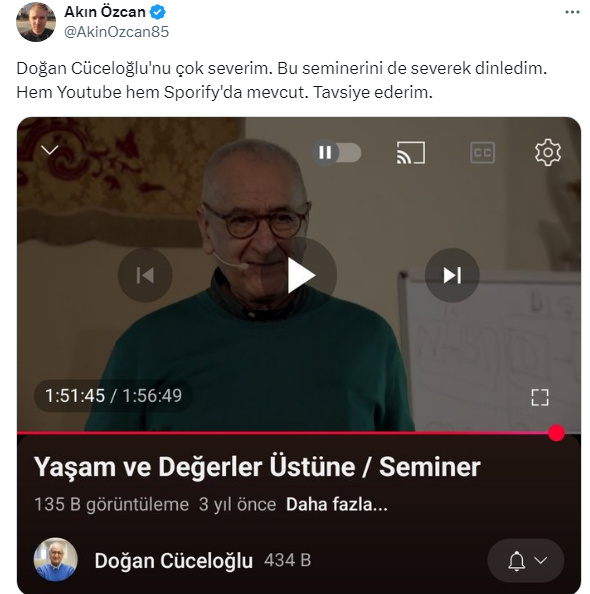 Akın Özcan
@AkinOzcan85
Doğan Cüceloğlu'nu çok severim. Bu seminerini de severek dinledim.
Hem Youtube hem Sporify'da mevcut. Tavsiye ederim.
CC
1:51:45 / 1:56:49
Yaşam ve Değerler Üstüne / Seminer
135 B görüntüleme 3 yıl önce Daha fazla...
Doğan Cüceloğlu 434 B